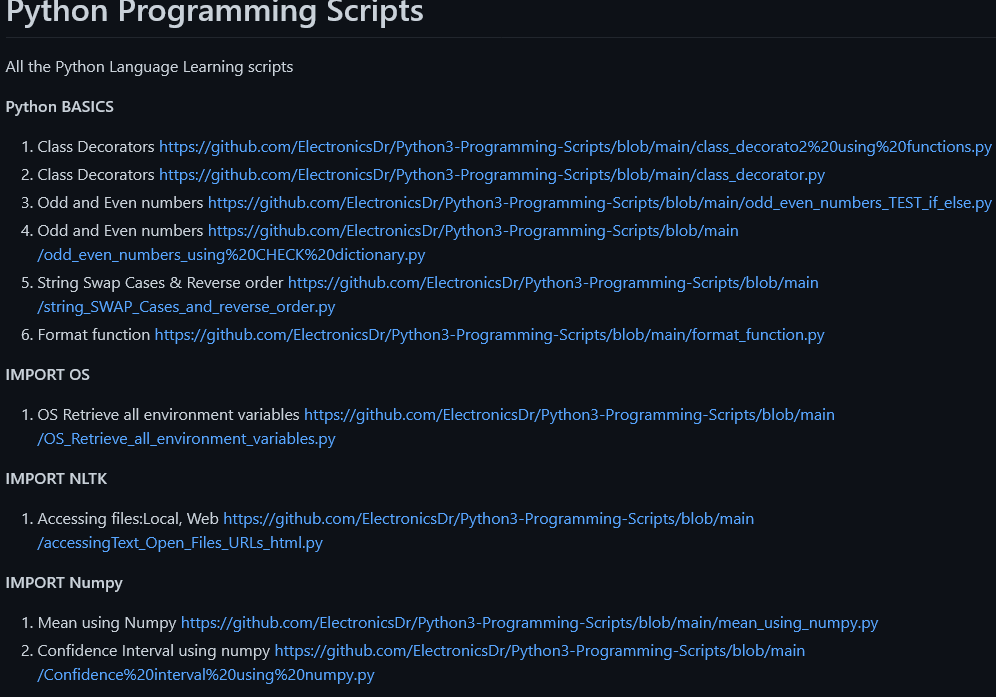 Python Programming Scripts
All the Python Language Learning scripts
Python BASICS
1. Class Decorators https://github.com/ElectronicsDr/Python3-Programming-Scripts/blob/main/class_decorato2%20using%20functions.py
2. Class Decorators https://github.com/ElectronicsDr/Python3-Programming-Scripts/blob/main/class_decorator.py
3. Odd and Even numbers https://github.com/ElectronicsDr/Python3-Programming-Scripts/blob/main/odd_even_numbers_TEST_if_else.py
4. Odd and Even numbers https://github.com/ElectronicsDr/Python3-Programming-Scripts/blob/main
/odd_even_numbers_using%20CHECK%20dictionary.py
5. String Swap Cases & Reverse order https://github.com/ElectronicsDr/Python3-Programming-Scripts/blob/main
/string_SWAP_Cases_and_reverse_order.py
6. Format function https://github.com/ElectronicsDr/Python3-Programming-Scripts/blob/main/format_function.py
IMPORT OS
1. OS Retrieve all environment variables https://github.com/ElectronicsDr/Python3-Programming-Scripts/blob/main
/OS_Retrieve_all_environment_variables.py
IMPORT NLTK
1. Accessing files:Local, Web https://github.com/ElectronicsDr/Python3-Programming-Scripts/blob/main
/accessingText_Open_Files_URLs_html.py
IMPORT Numpy
1. Mean using Numpy https://github.com/ElectronicsDr/Python3-Programming-Scripts/blob/main/mean_using_numpy.py
2. Confidence Interval using numpy https://github.com/ElectronicsDr/Python3-Programming-Scripts/blob/main
/Confidence%20interval%20using%20numpy.py